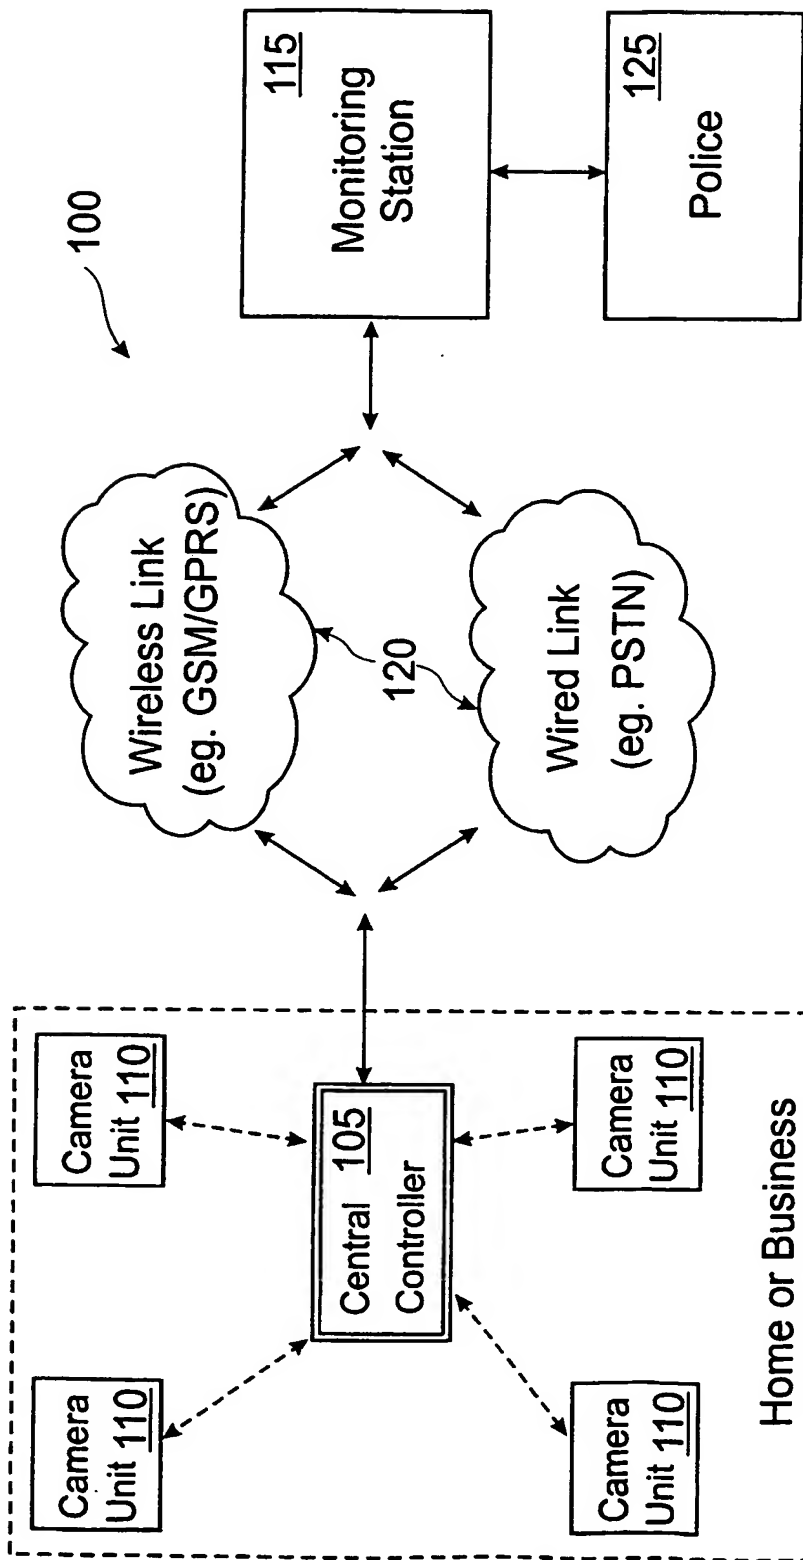 100
Camera
Unit 110
Camera
Unit 110
Central 105
Controller
Camera
Unit 110
Camera
Unit 110
Home or Business
Wireless Link
(eg. GSM/GPRS)
120
Wired Link
(eg. PSTN)
115
Monitoring
Station
125
Police